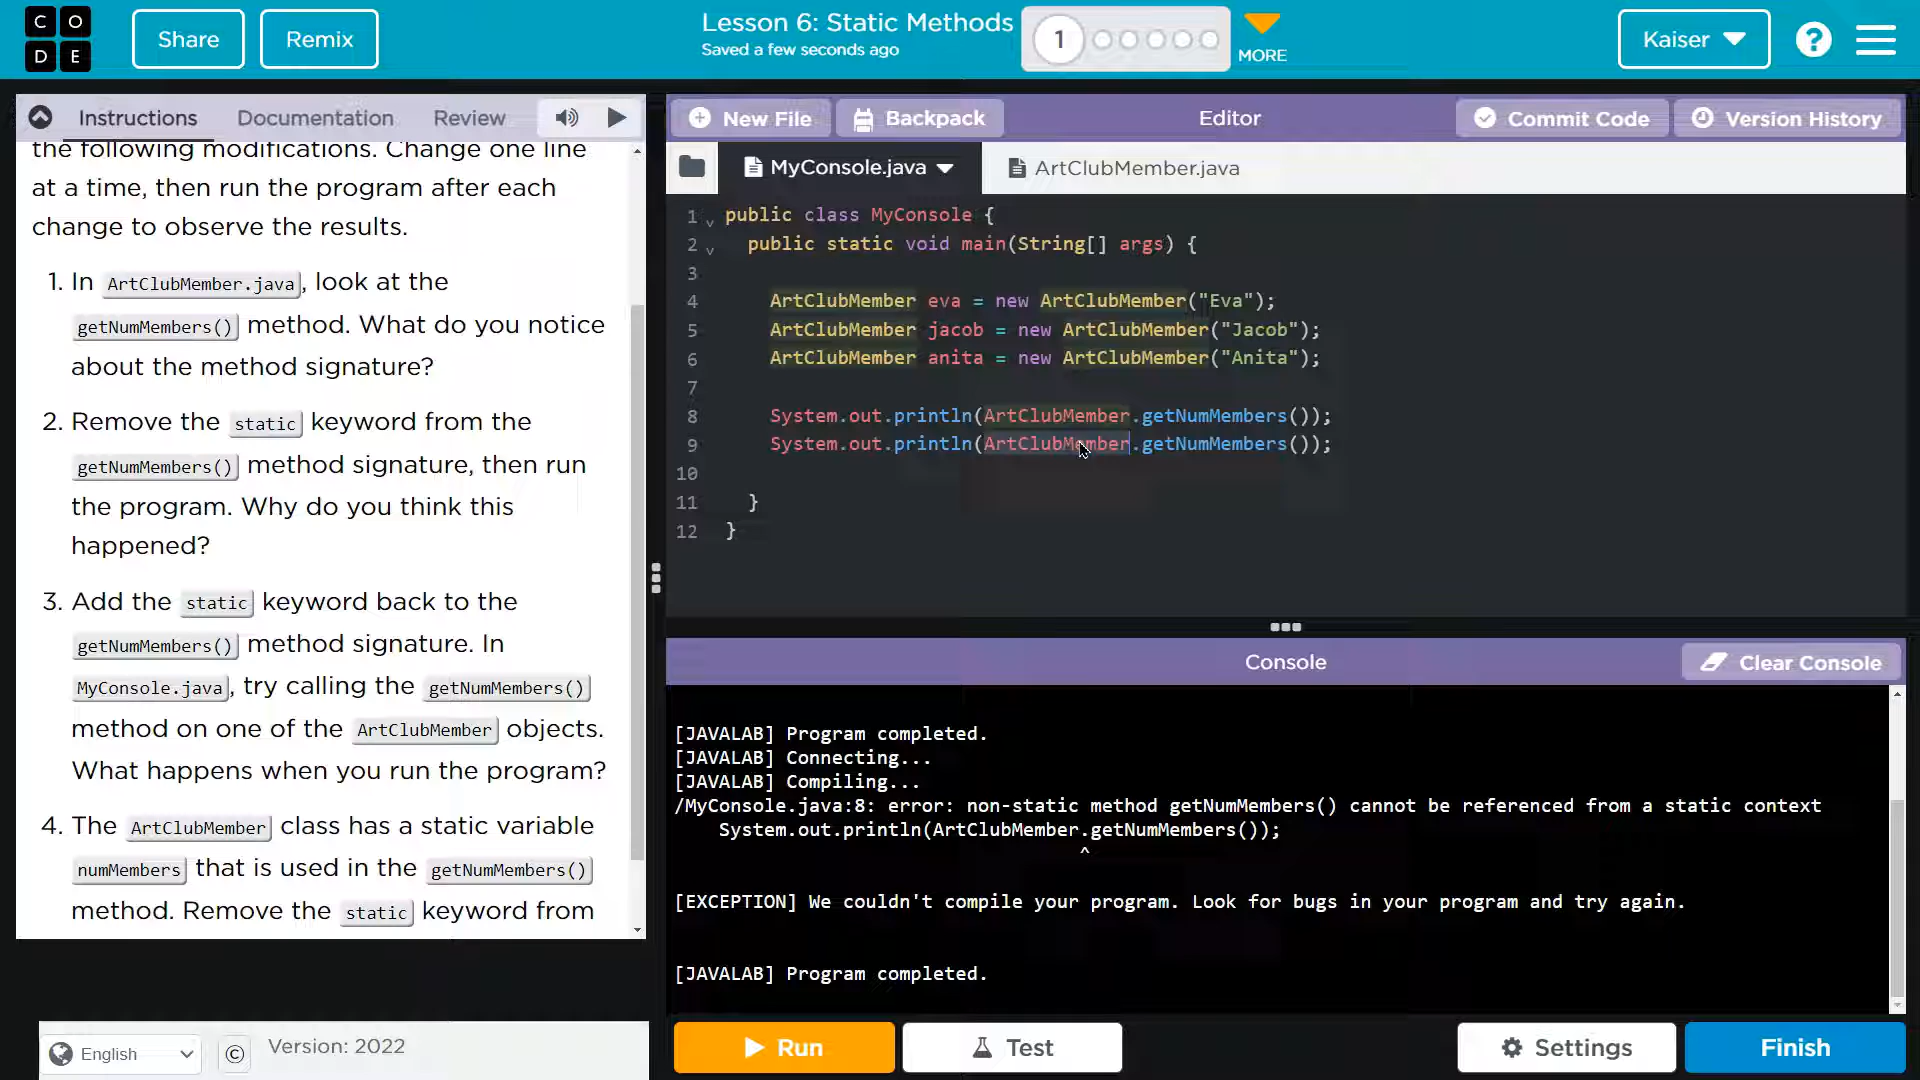 C O
D E
Share
Remix
Lesson 6: Static Methods
Saved a few seconds ago
1
MORE
Kaiser
?
Instructions
Documentation
Review
New File
Backpack
Editor
Commit Code
Version History
MyConsole.java
ArtClubMember.java
the following modifications. Change one line
at a time, then run the program after each
change to observe the results.
1. In ArtClubMember.java, look at the
getNumMembers() method. What do you notice
about the method signature?
2. Remove the static keyword from the
getNumMembers() method signature, then run
the program. Why do you think this
happened?
3. Add the static keyword back to the
getNumMembers() method signature. In
MyConsole.java, try calling the getNumMembers()
method on one of the ArtClubMember objects.
What happens when you run the program?
4. The ArtClubMember class has a static variable
numMembers that is used in the getNumMembers()
method. Remove the static keyword from
1 public class MyConsole {
2 public static void main(String[] args) {
3
4 ArtClubMember eva = new ArtClubMember("Eva");
5 ArtClubMember jacob = new ArtClubMember("Jacob");
6 ArtClubMember anita = new ArtClubMember("Anita");
7
8 System.out.println(ArtClubMember.getNumMembers());
9 System.out.println(ArtClubMember.getNumMembers());
10
11 }
12 }
Console
Clear Console
[JAVALAB] Program completed.
[JAVALAB] Connecting...
[JAVALAB] Compiling...
/MyConsole.java:8: error: non-static method getNumMembers() cannot be referenced from a static context
System.out.println(ArtClubMember.getNumMembers());
^
[EXCEPTION] We couldn't compile your program. Look for bugs in your program and try again.
[JAVALAB] Program completed.
English
©
Version: 2022
Run
Test
Settings
Finish